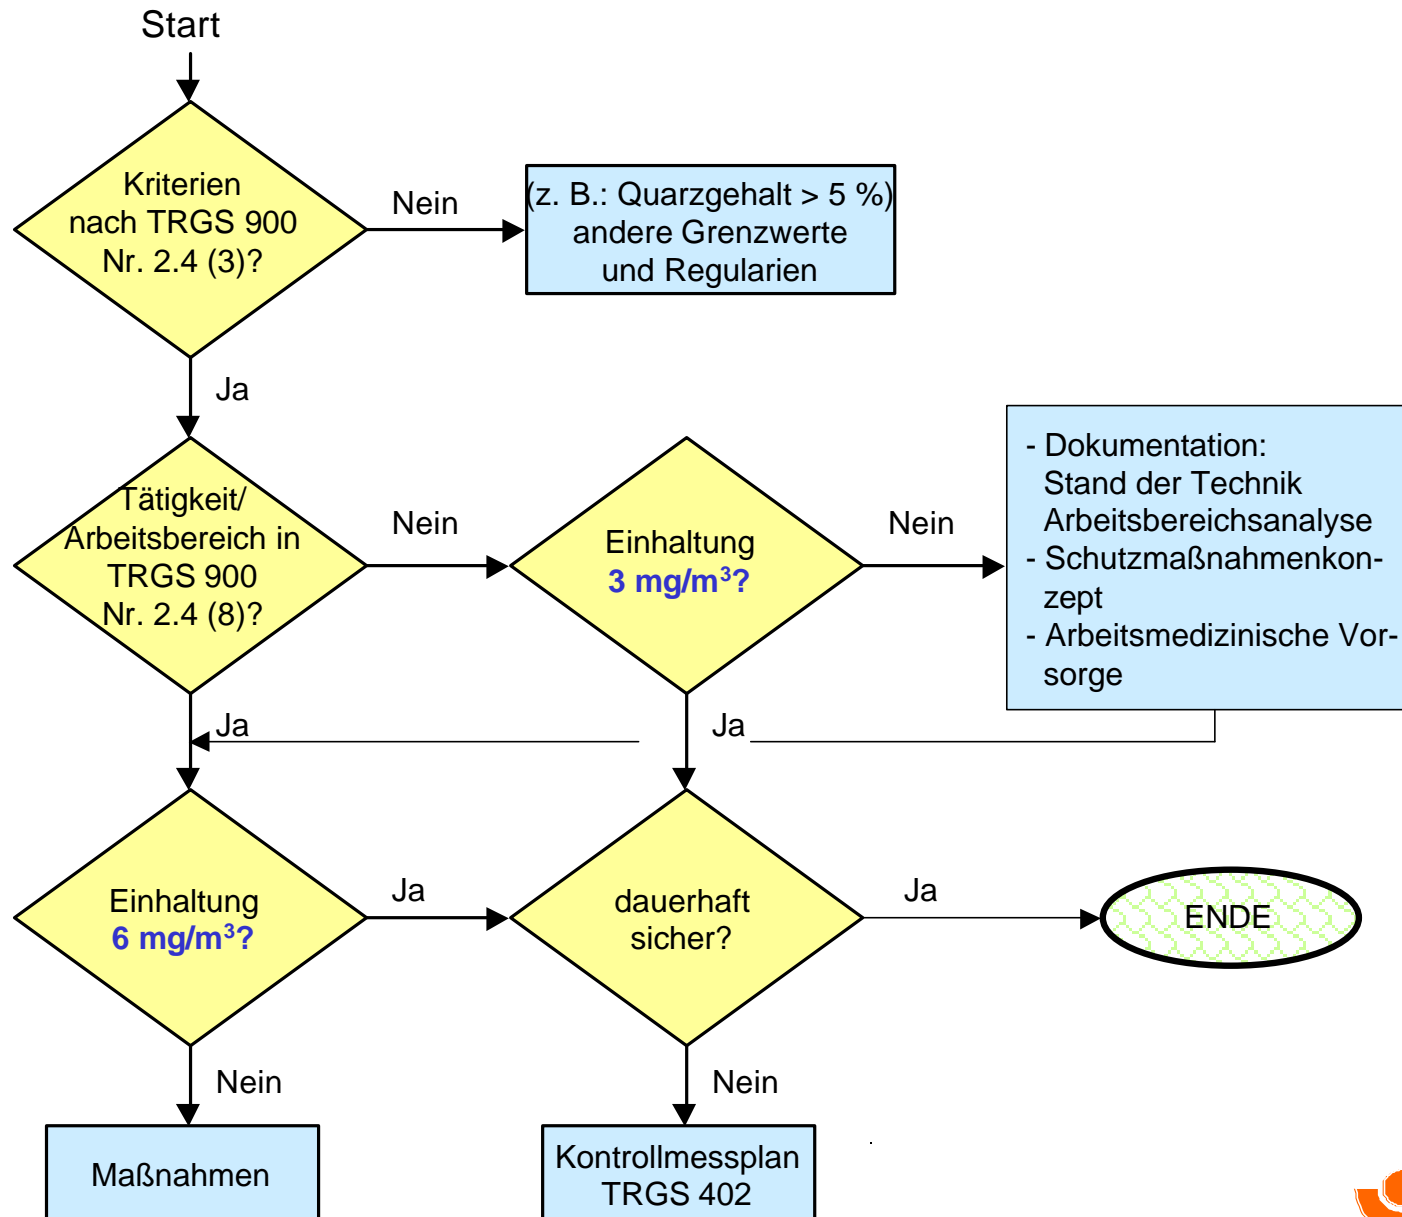 Start
Kriterien
nach TRGS 900
Nr. 2.4 (3)?
Nein
(z. B.: Quarzgehalt > 5 %)
andere Grenzwerte
und Regularien
Ja
Tätigkeit/
Arbeitsbereich in
TRGS 900
Nr. 2.4 (8)?
Nein
Einhaltung
3 mg/m³?
Nein
- Dokumentation:
Stand der Technik
Arbeitsbereichsanalyse
- Schutzmaßnahmenkon-
zept
- Arbeitsmedizinische Vor-
sorge
Ja
Ja
Einhaltung
6 mg/m³?
Ja
dauerhaft
sicher?
Ja
ENDE
Nein
Nein
Maßnahmen
Kontrollmessplan
TRGS 402